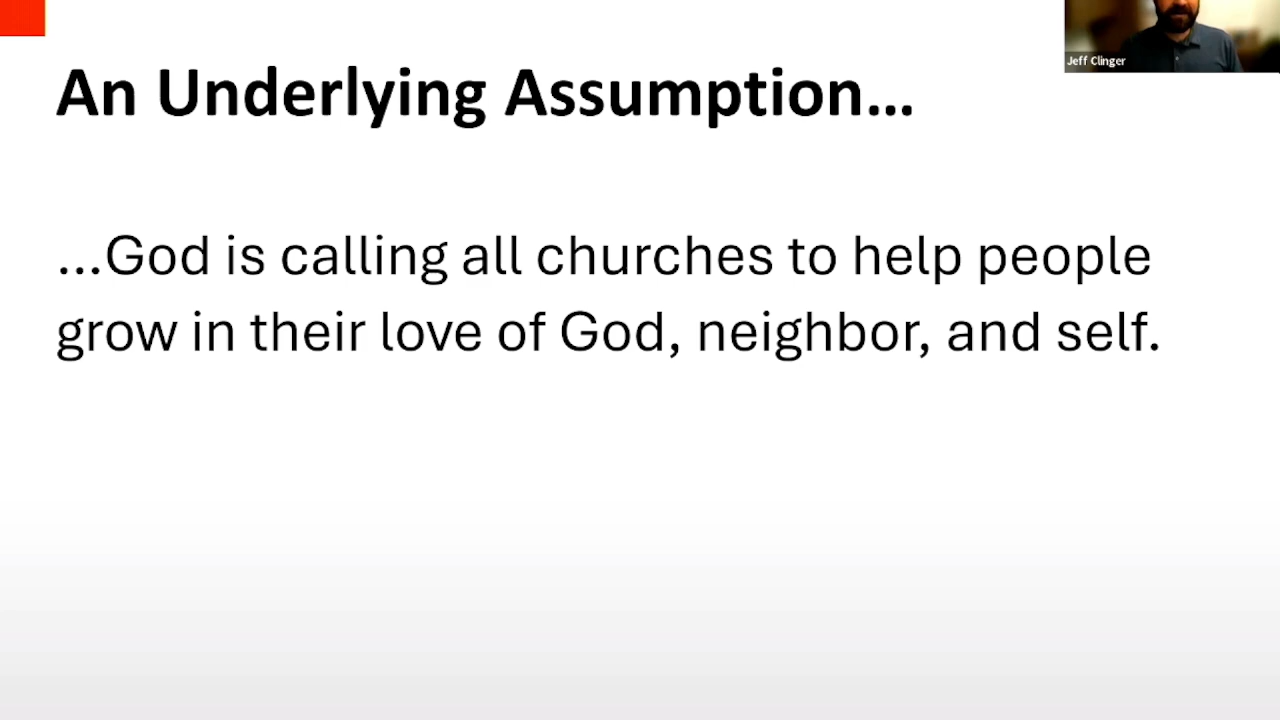 Jeff Clinger
An Underlying Assumption...
...God is calling all churches to help people
grow in their love of God, neighbor, and self.